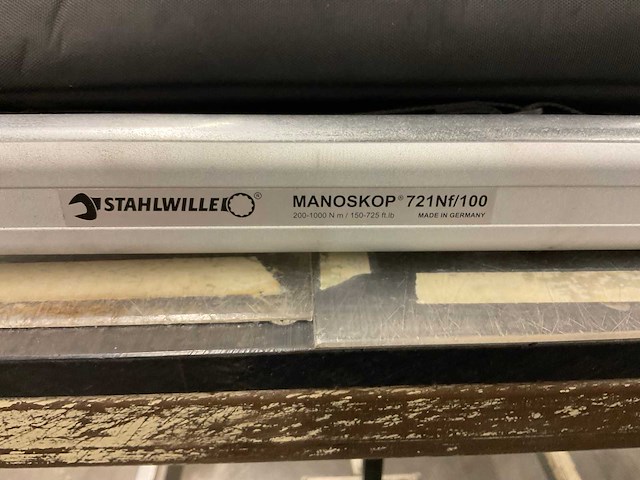 STAHLWILLE ®
MANOSKOP® 721Nf/100
200-1000 N m / 150-725 ft.lb
MADE IN GERMANY